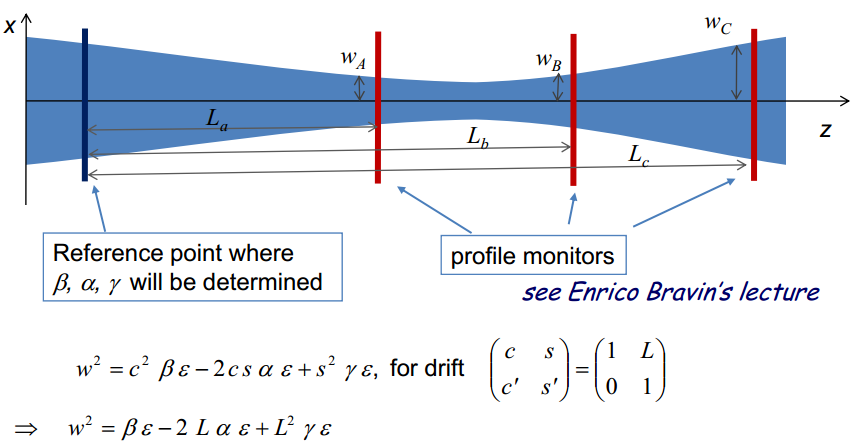 x
w_A
w_B
w_C
L_a
L_b
L_c
z
Reference point where
β, α, γ will be determined
profile monitors
see Enrico Bravin's lecture
w² = c² β ε − 2 c s α ε + s² γ ε, for drift (c s; c′ s′) = (1 L; 0 1)
⇒ w² = β ε − 2 L α ε + L² γ ε